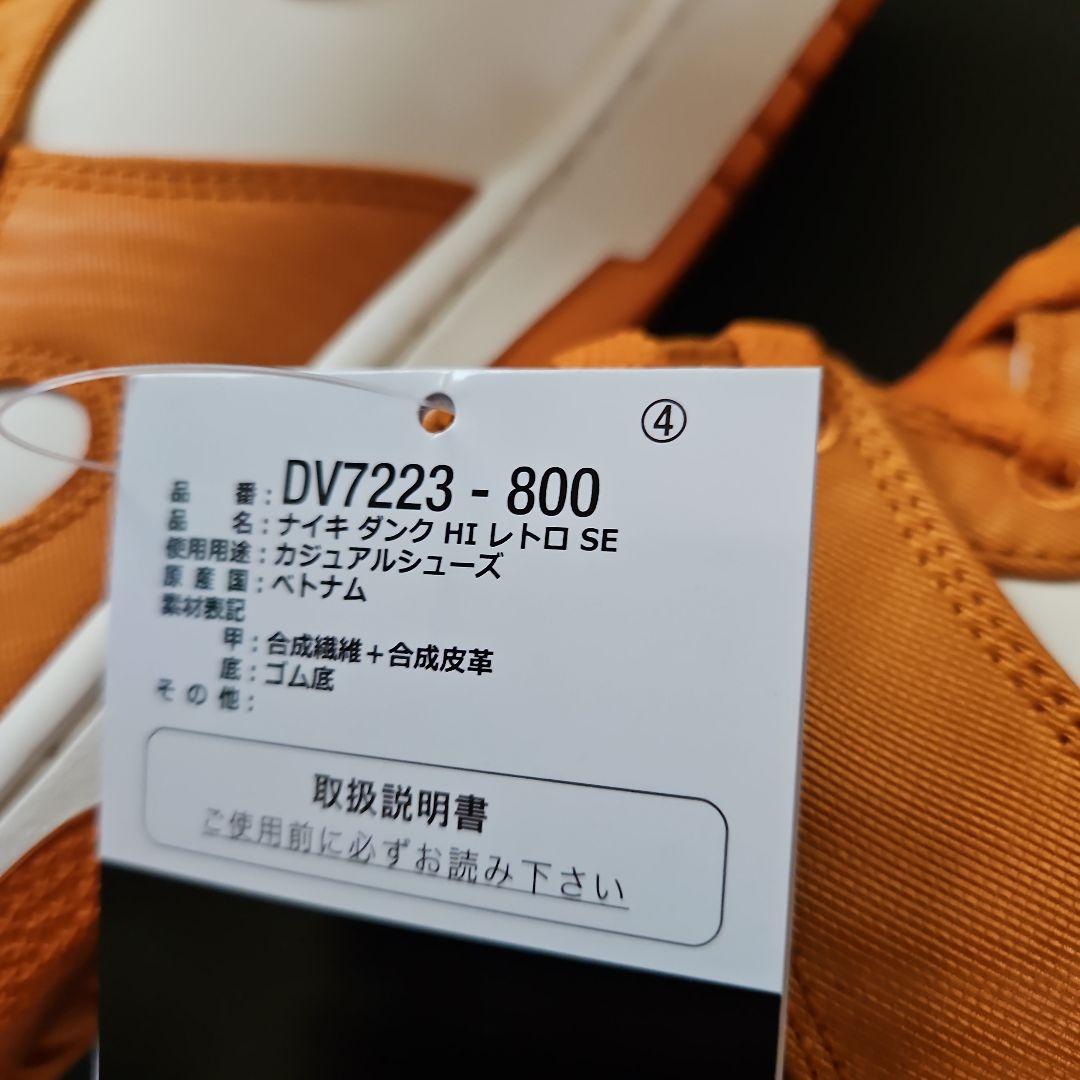 ④
品 番：DV7223 - 800
品 名：ナイキ ダンク HI レトロ SE
使用用途：カジュアルシューズ
原 産 国：ベトナム
素材表記
甲：合成繊維＋合成皮革
底：ゴム底
そ の 他：
取扱説明書
ご使用前に必ずお読み下さい